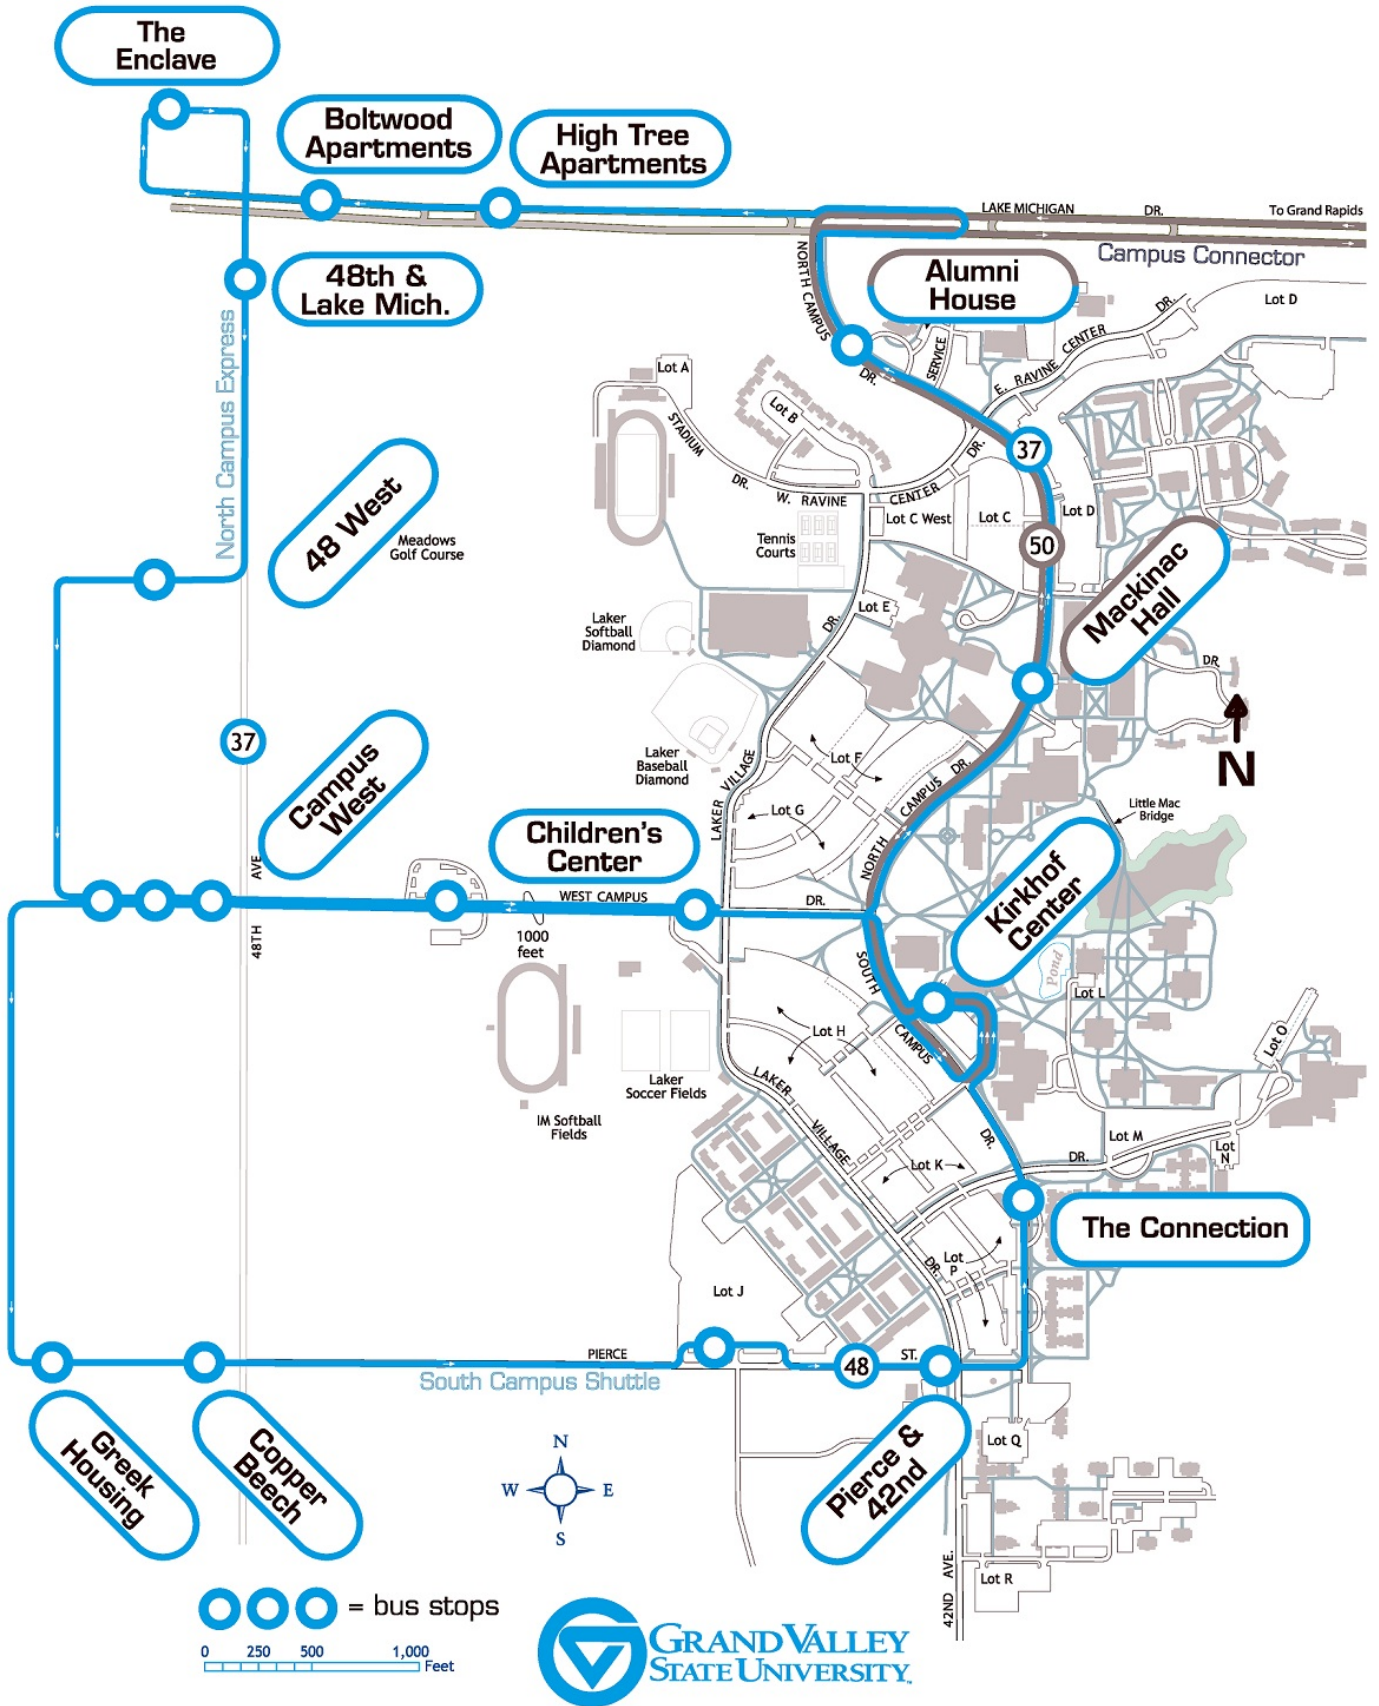 The
Enclave
Boltwood
Apartments
High Tree
Apartments
LAKE MICHIGAN
DR.
To Grand Rapids
Campus Connector
48th &
Lake Mich.
NORTH CAMPUS
DR.
Alumni
House
Lot D
SERVICE
E. RAVINE CENTER DR.
North Campus Express
Lot A
Lot B
STADIUM
DR.
W. RAVINE
CENTER
DR.
37
48 West
Meadows
Golf Course
Tennis
Courts
Lot C West
Lot C
Lot D
50
Mackinac
Hall
Laker
Softball
Diamond
DR.
Lot E
DR.
N
37
Campus
West
Laker
Baseball
Diamond
LAKER VILLAGE
Lot F
Lot G
NORTH CAMPUS DR.
Little Mac
Bridge
Children's
Center
Kirkhof
Center
48TH AVE
WEST CAMPUS
DR.
1000
feet
SOUTH
CAMPUS
DR.
Pond
Lot L
Lot H
Lot O
Laker
Soccer Fields
IM Softball
Fields
LAKER
VILLAGE
DR.
Lot K
DR.
Lot M
Lot
N
The Connection
Lot
P
Lot J
PIERCE
ST.
48
South Campus Shuttle
Greek
Housing
Copper
Beech
Pierce &
42nd
Lot Q
N
W
E
S
42ND AVE.
Lot R
= bus stops
0
250
500
1,000
Feet
GRAND VALLEY
STATE UNIVERSITY.